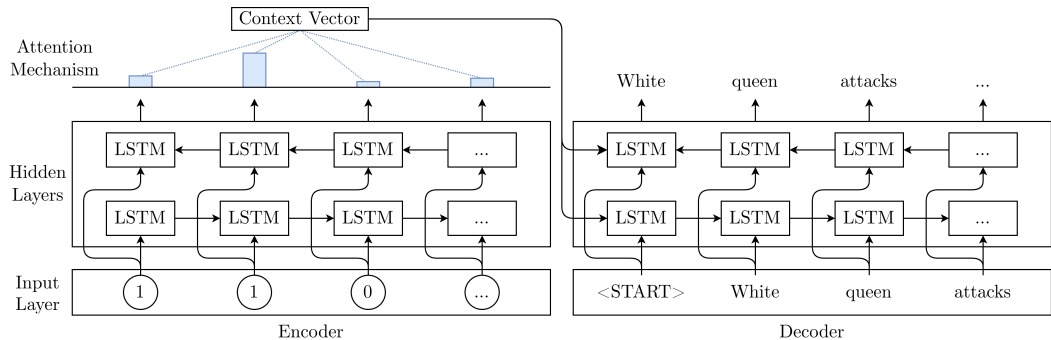 Context Vector
Attention
Mechanism
White queen attacks ...
LSTM LSTM LSTM ... LSTM LSTM LSTM ...
Hidden
Layers
LSTM LSTM LSTM ... LSTM LSTM LSTM ...
Input
Layer
1 1 0 ... <START> White queen attacks
Encoder Decoder